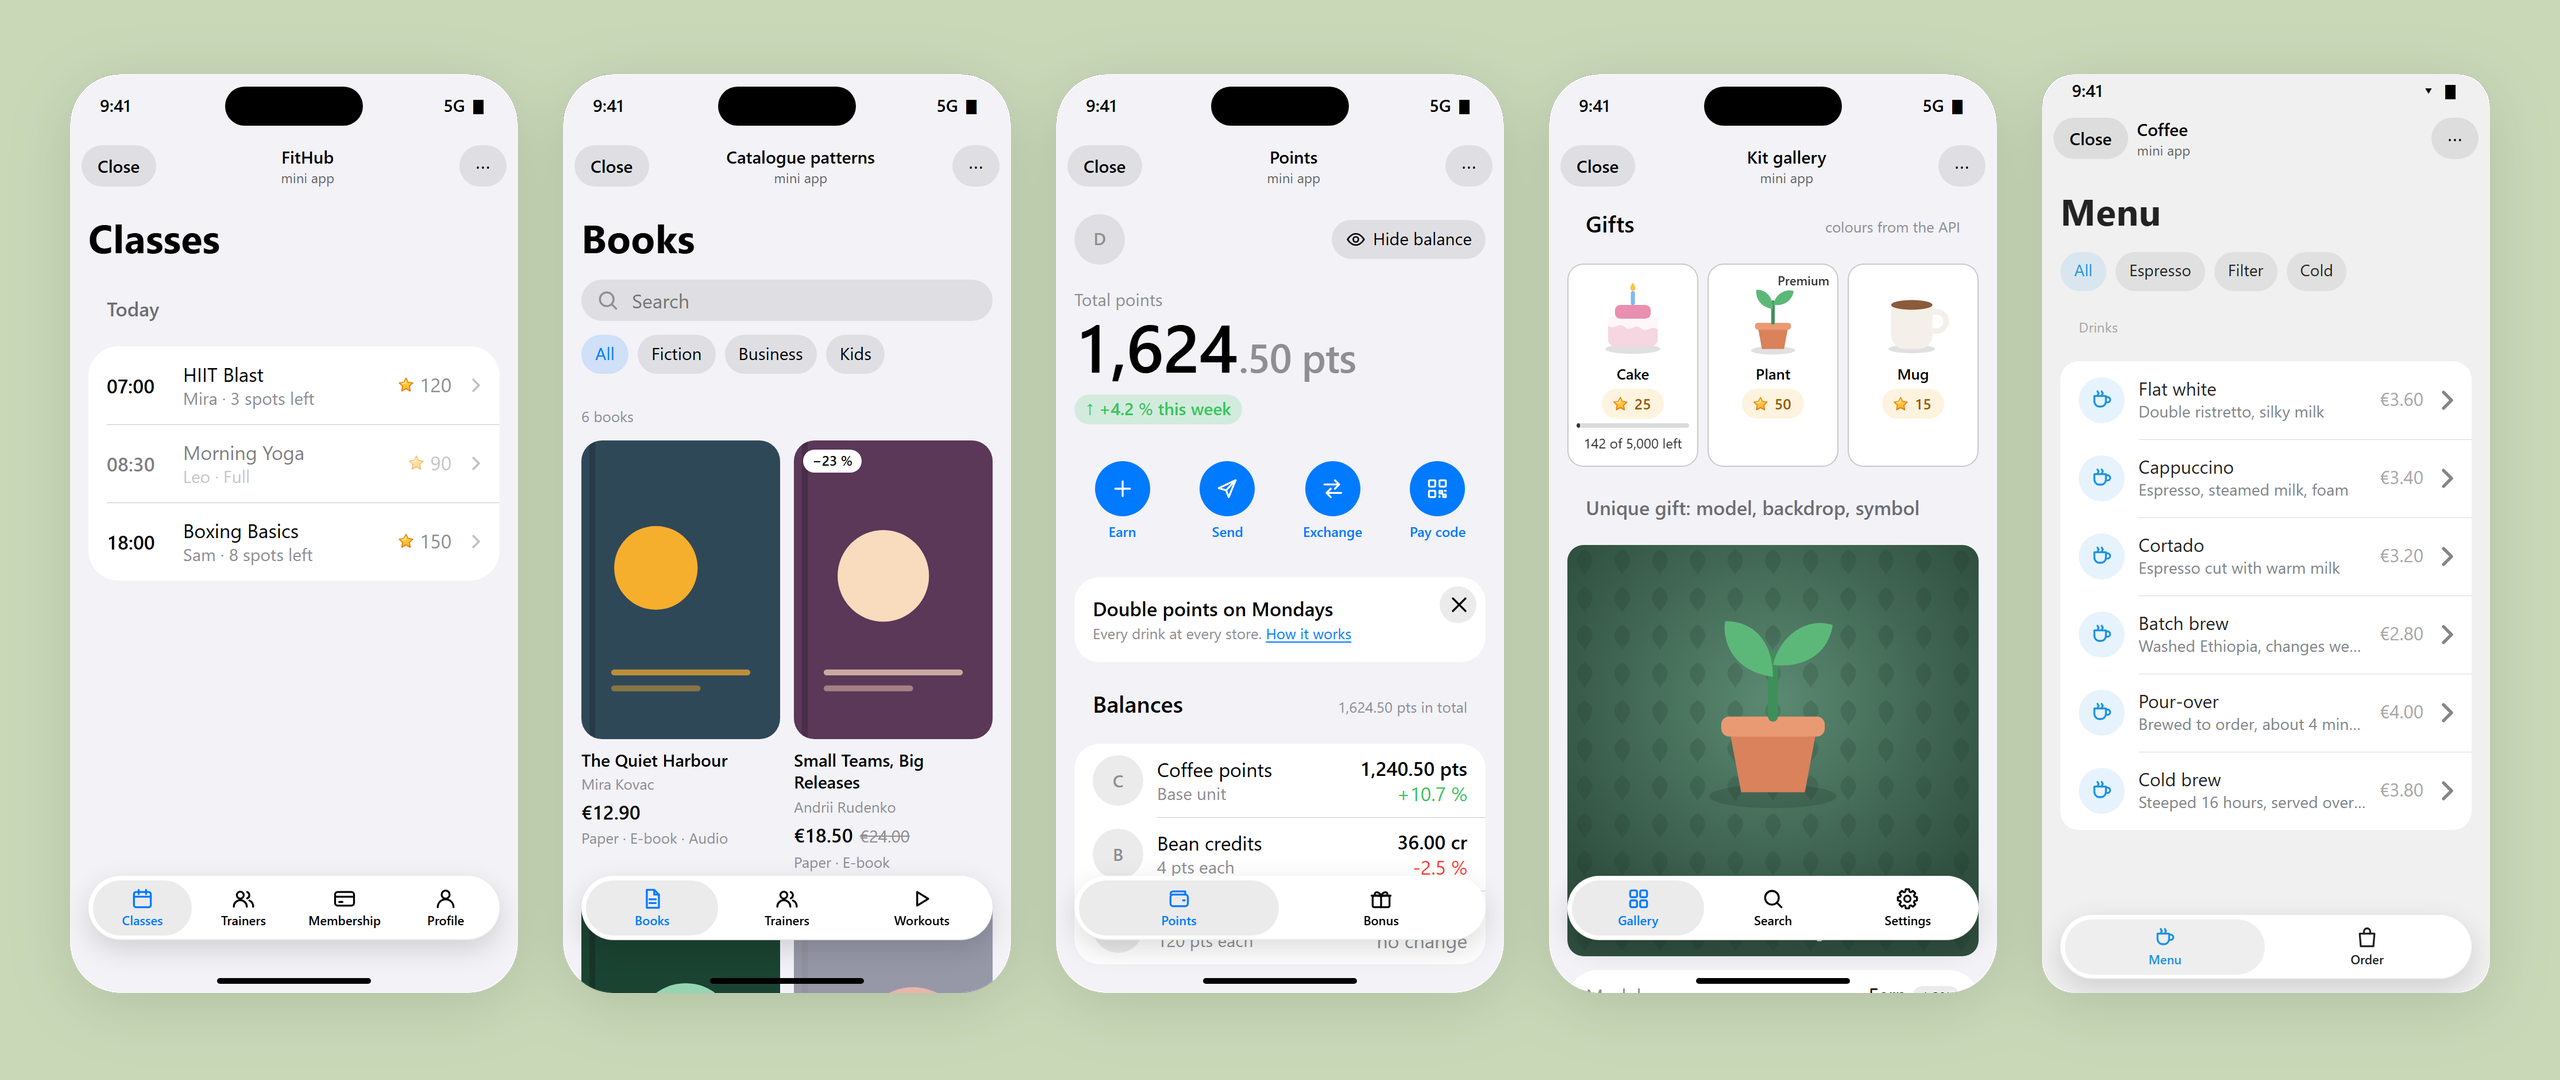 9:41
5G
Close
FitHub
mini app
...
Classes
Today
07:00
HIIT Blast
Mira · 3 spots left
120
08:30
Morning Yoga
Leo · Full
90
18:00
Boxing Basics
Sam · 8 spots left
150
Classes
Trainers
Membership
Profile
9:41
5G
Close
Catalogue patterns
mini app
...
Books
Search
All
Fiction
Business
Kids
6 books
−23 %
The Quiet Harbour
Mira Kovac
€12.90
Paper · E-book · Audio
Small Teams, Big
Releases
Andrii Rudenko
€18.50 €24.00
Paper · E-book
Books
Trainers
Workouts
9:41
5G
Close
Points
mini app
...
D
Hide balance
Total points
1,624.50 pts
↑ +4.2 % this week
Earn
Send
Exchange
Pay code
Double points on Mondays
Every drink at every store. How it works
Balances
1,624.50 pts in total
C
Coffee points
Base unit
1,240.50 pts
+10.7 %
B
Bean credits
4 pts each
36.00 cr
-2.5 %
120 pts each
no change
Points
Bonus
9:41
5G
Close
Kit gallery
mini app
...
Gifts
colours from the API
Cake
25
142 of 5,000 left
Premium
Plant
50
Mug
15
Unique gift: model, backdrop, symbol
Gallery
Search
Settings
9:41
Close
Coffee
mini app
...
Menu
All
Espresso
Filter
Cold
Drinks
Flat white
Double ristretto, silky milk
€3.60
Cappuccino
Espresso, steamed milk, foam
€3.40
Cortado
Espresso cut with warm milk
€3.20
Batch brew
Washed Ethiopia, changes we...
€2.80
Pour-over
Brewed to order, about 4 min...
€4.00
Cold brew
Steeped 16 hours, served over...
€3.80
Menu
Order